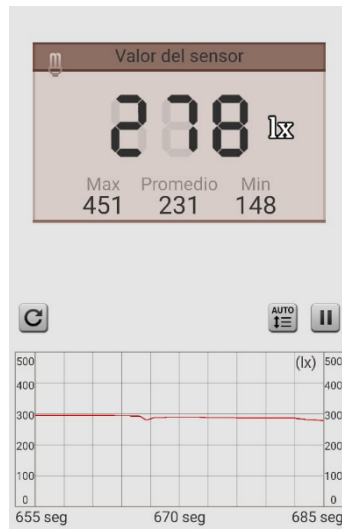 Valor del sensor
278 lx
Max Promedio Min
451 231 148
AUTO
(lx)
500 500
400 400
300 300
200 200
100 100
0 0
655 seg 670 seg 685 seg